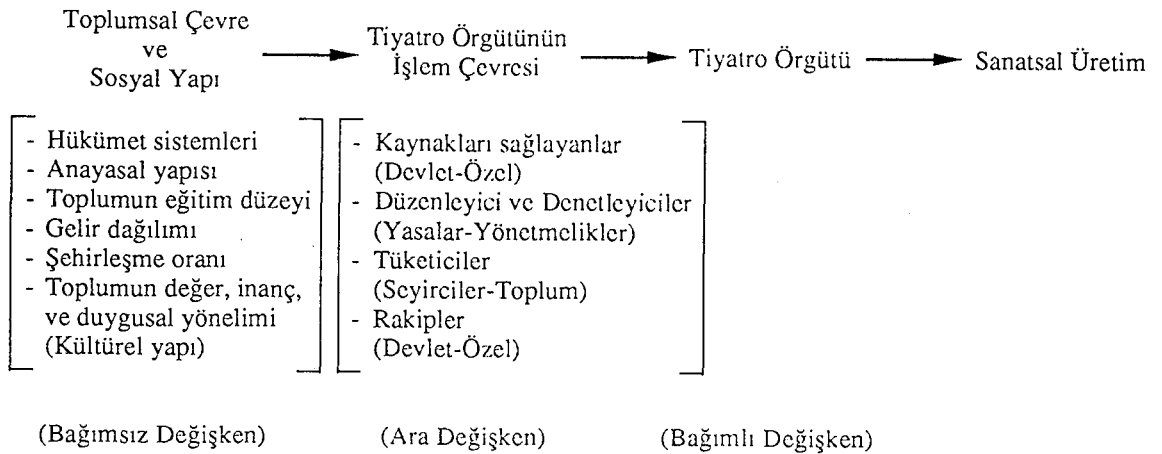 Toplumsal Çevre
ve
Sosyal Yapı
Tiyatro Örgütünün
İşlem Çevresi
Tiyatro Örgütü
Sanatsal Üretim
- Hükümet sistemleri
- Anayasal yapısı
- Toplumun eğitim düzeyi
- Gelir dağılımı
- Şehirleşme oranı
- Toplumun değer, inanç,
ve duygusal yönelimi
(Kültürel yapı)
- Kaynakları sağlayanlar
(Devlet-Özel)
- Düzenleyici ve Denetleyiciler
(Yasalar-Yönetmelikler)
- Tüketiciler
(Seyirciler-Toplum)
- Rakipler
(Devlet-Özel)
(Bağımsız Değişken)
(Ara Değişken)
(Bağımlı Değişken)